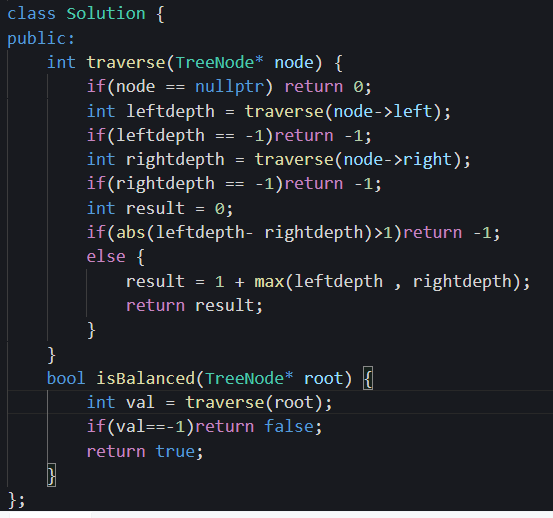 class Solution {
public:
    int traverse(TreeNode* node) {
        if(node == nullptr) return 0;
        int leftdepth = traverse(node->left);
        if(leftdepth == -1)return -1;
        int rightdepth = traverse(node->right);
        if(rightdepth == -1)return -1;
        int result = 0;
        if(abs(leftdepth- rightdepth)>1)return -1;
        else {
            result = 1 + max(leftdepth , rightdepth);
            return result;
        }
    }
    bool isBalanced(TreeNode* root) {
        int val = traverse(root);
        if(val==-1)return false;
        return true;
    }
};